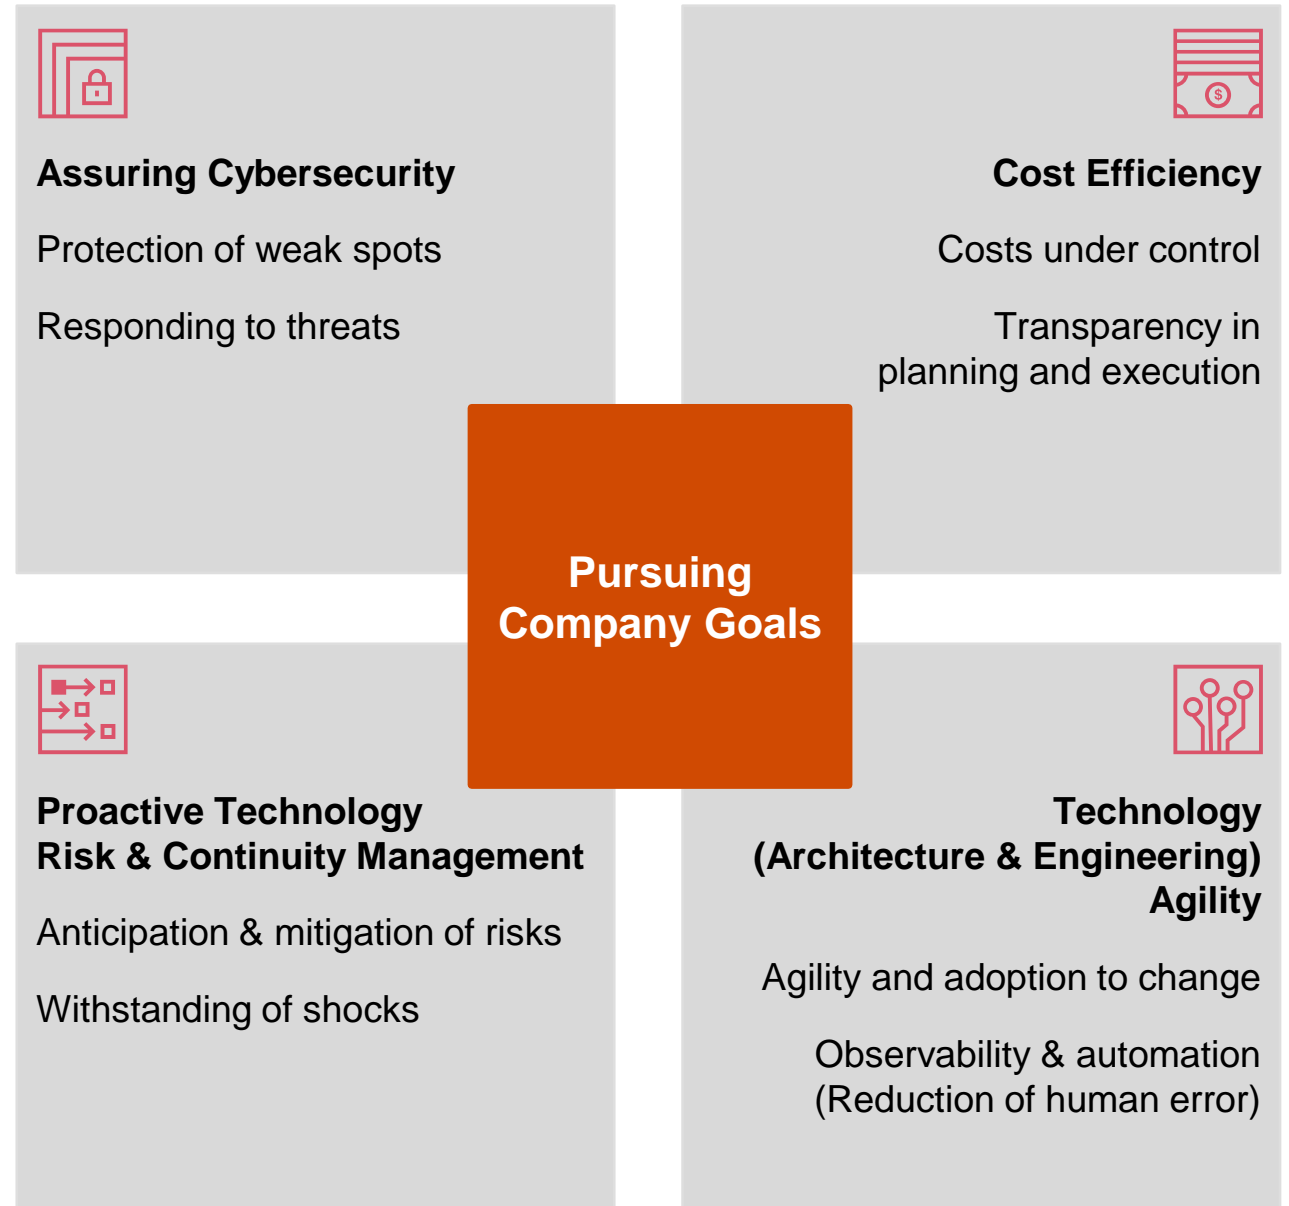 Assuring Cybersecurity
Protection of weak spots
Responding to threats
$
Cost Efficiency
Costs under control
Transparency in
planning and execution
Pursuing
Company Goals
Proactive Technology
Risk & Continuity Management
Anticipation & mitigation of risks
Withstanding of shocks
Technology
(Architecture & Engineering)
Agility
Agility and adoption to change
Observability & automation
(Reduction of human error)